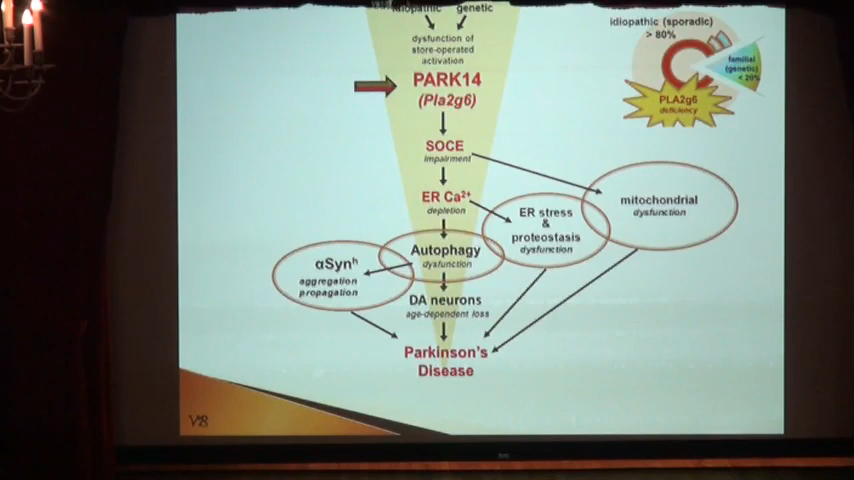 idiopathic genetic
dysfunction of
store-operated
activation
PARK14
(Pla2g6)
SOCE
impairment
ER Ca²⁺
depletion
Autophagy
dysfunction
DA neurons
age-dependent loss
Parkinson's
Disease
αSynʰ
aggregation
propagation
ER stress
&
proteostasis
dysfunction
mitochondrial
dysfunction
idiopathic (sporadic)
> 80%
familial
(genetic)
< 20%
PLA2g6
deficiency